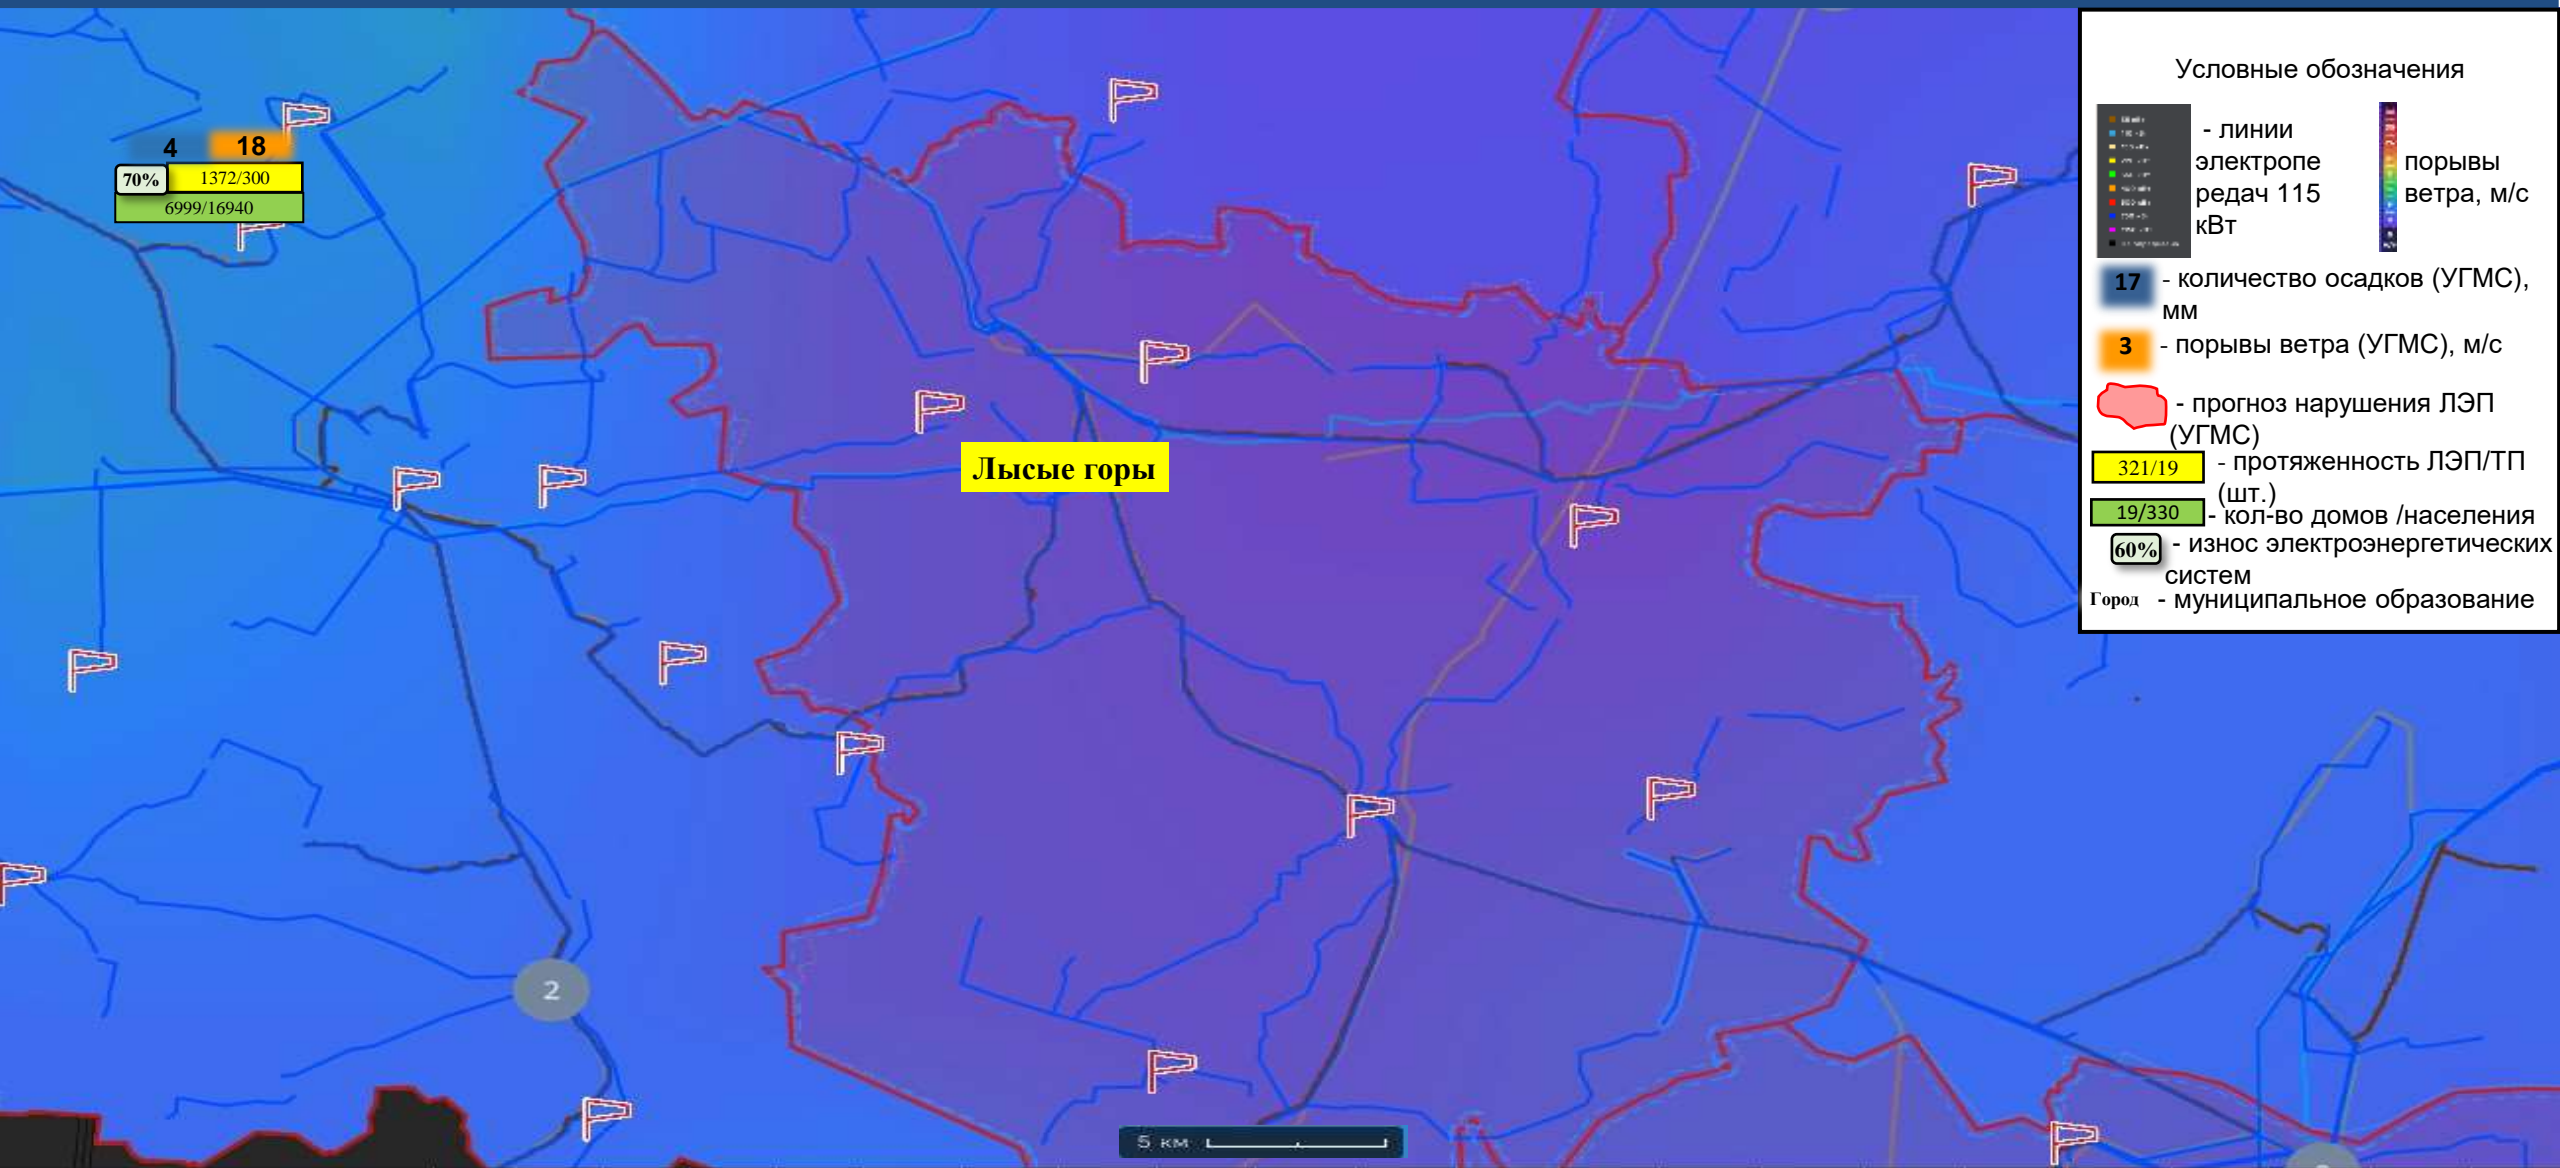 4 18
70% 1372/300
6999/16940
Лысые горы
2
5 км
Условные обозначения
- линии
электропе
редач 115
кВт
порывы
ветра, м/с
17 - количество осадков (УГМС),
мм
3 - порывы ветра (УГМС), м/с
- прогноз нарушения ЛЭП
(УГМС)
321/19 - протяженность ЛЭП/ТП
(шт.)
19/330 - кол-во домов /населения
60% - износ электроэнергетических
систем
Город - муниципальное образование